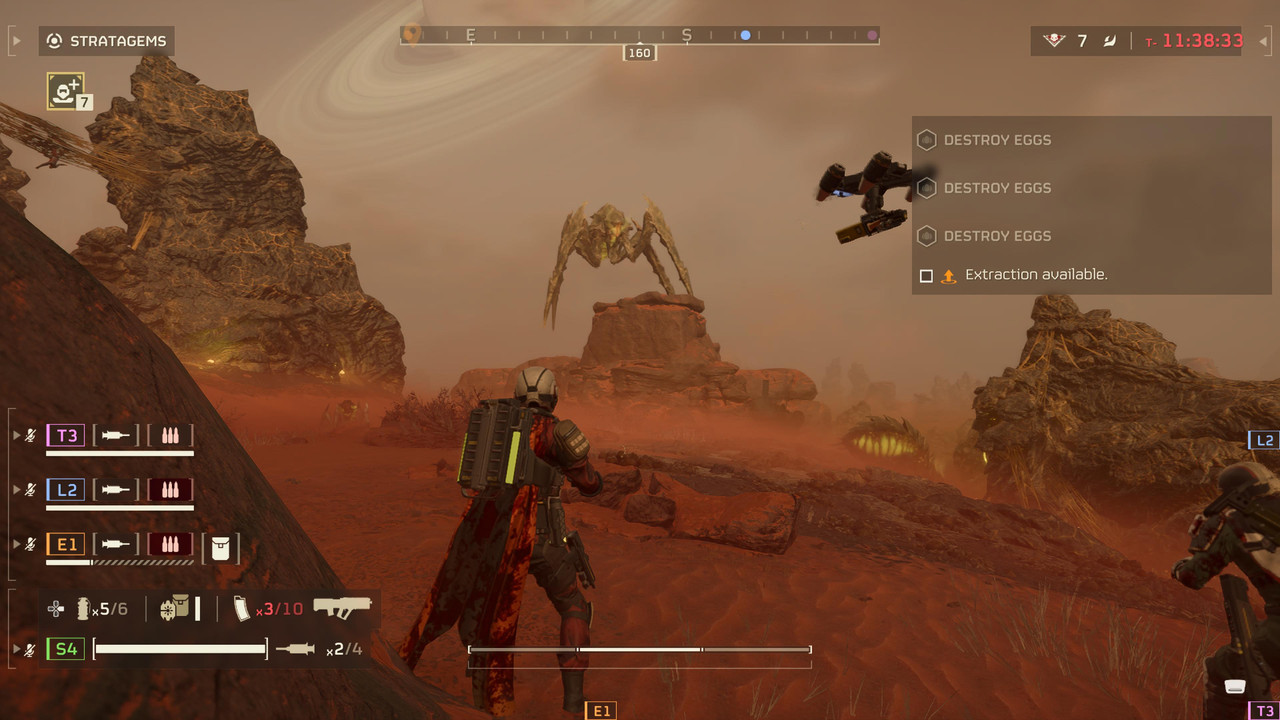 STRATAGEMS
7
E
S
160
7
T- 11:38:33
DESTROY EGGS
DESTROY EGGS
DESTROY EGGS
Extraction available.
T3
L2
E1
x5/6
x3/10
S4
x2/4
L2
E1
T3